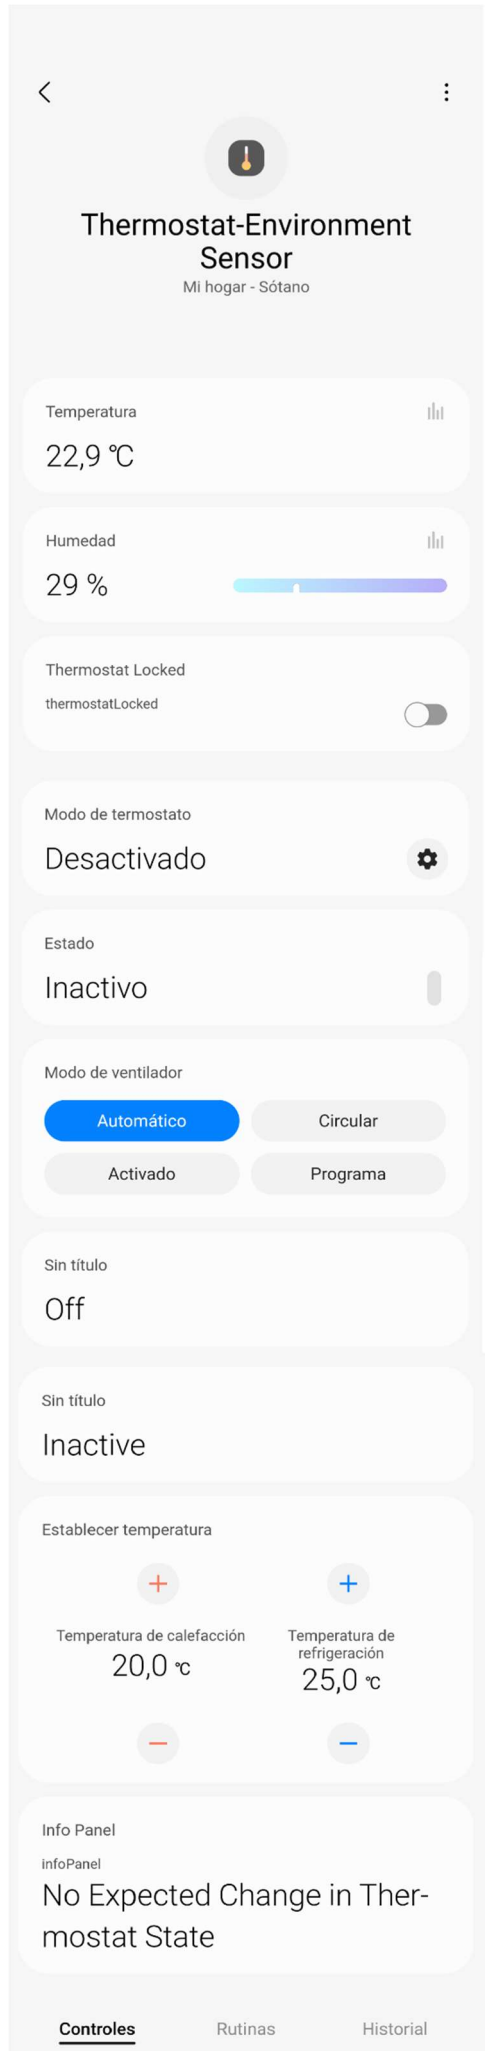 Thermostat-Environment
Sensor
Mi hogar - Sótano
Temperatura
22,9 ℃
Humedad
29 %
Thermostat Locked
thermostatLocked
Modo de termostato
Desactivado
Estado
Inactivo
Modo de ventilador
Automático
Circular
Activado
Programa
Sin título
Off
Sin título
Inactive
Establecer temperatura
Temperatura de calefacción
20,0 ℃
Temperatura de
refrigeración
25,0 ℃
Info Panel
infoPanel
No Expected Change in Ther-
mostat State
Controles
Rutinas
Historial